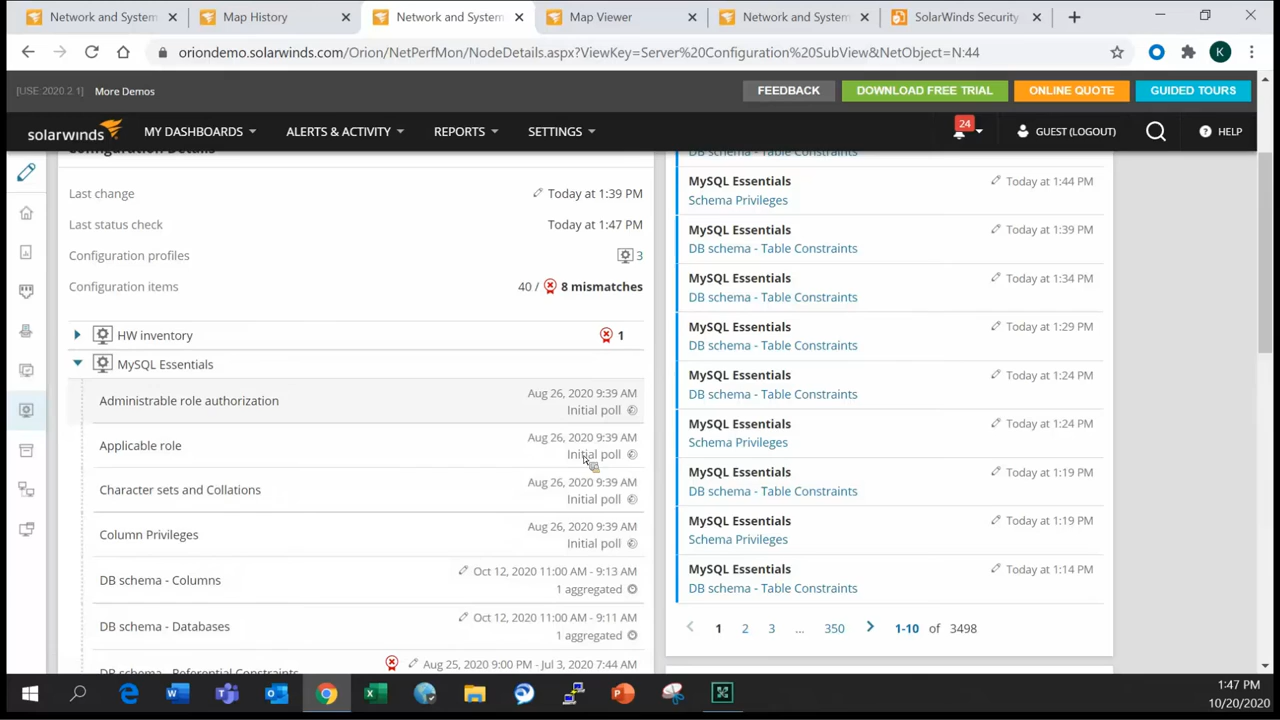 Network and System
Map History
Network and System
Map Viewer
Network and System
SolarWinds Security
oriondemo.solarwinds.com/Orion/NetPerfMon/NodeDetails.aspx?ViewKey=Server%20Configuration%20SubView&NetObject=N:44
K
[USE 2020 2 1] More Demos
FEEDBACK
DOWNLOAD FREE TRIAL
ONLINE QUOTE
GUIDED TOURS
solarwinds
MY DASHBOARDS
ALERTS & ACTIVITY
REPORTS
SETTINGS
24
GUEST (LOGOUT)
HELP
Configuration Details
Last change
Today at 1:39 PM
Last status check
Today at 1:47 PM
Configuration profiles
3
Configuration items
40 / 8 mismatches
HW inventory
1
MySQL Essentials
Administrable role authorization
Aug 26, 2020 9:39 AM
Initial poll
Applicable role
Aug 26, 2020 9:39 AM
Initial poll
Character sets and Collations
Aug 26, 2020 9:39 AM
Initial poll
Column Privileges
Aug 26, 2020 9:39 AM
Initial poll
DB schema - Columns
Oct 12, 2020 11:00 AM - 9:13 AM
1 aggregated
DB schema - Databases
Oct 12, 2020 11:00 AM - 9:11 AM
1 aggregated
DB schema - Referential Constraints
Aug 25, 2020 9:00 PM - Jul 3, 2020 7:44 AM
DB schema - Table Constraints
MySQL Essentials
Today at 1:44 PM
Schema Privileges
MySQL Essentials
Today at 1:39 PM
DB schema - Table Constraints
MySQL Essentials
Today at 1:34 PM
DB schema - Table Constraints
MySQL Essentials
Today at 1:29 PM
DB schema - Table Constraints
MySQL Essentials
Today at 1:24 PM
DB schema - Table Constraints
MySQL Essentials
Today at 1:24 PM
Schema Privileges
MySQL Essentials
Today at 1:19 PM
DB schema - Table Constraints
MySQL Essentials
Today at 1:19 PM
Schema Privileges
MySQL Essentials
Today at 1:14 PM
DB schema - Table Constraints
1 2 3 ... 350 1-10 of 3498
1:47 PM
10/20/2020